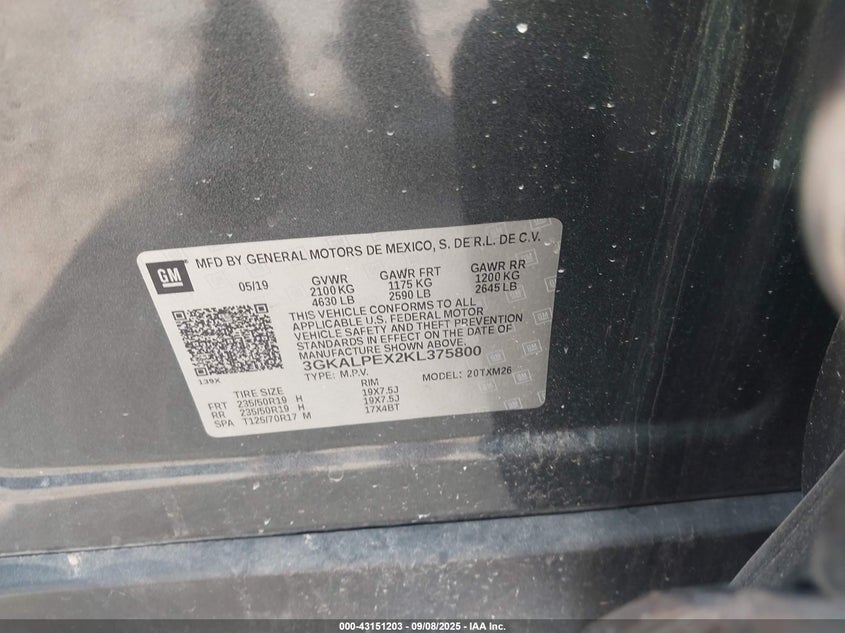 GM
MFD BY GENERAL MOTORS DE MEXICO, S. DE R.L. DE C.V.
05/19
GVWR GAWR FRT GAWR RR
2100 KG 1175 KG 1200 KG
4630 LB 2590 LB 2645 LB
THIS VEHICLE CONFORMS TO ALL
APPLICABLE U.S. FEDERAL MOTOR
VEHICLE SAFETY AND THEFT PREVENTION
STANDARDS IN EFFECT ON THE DATE OF
MANUFACTURE SHOWN ABOVE.
3GKALPEX2KL375800
139X
TYPE: M.P.V. MODEL: 20TXM26
TIRE SIZE RIM
FRT 235/50R19 H 19X7.5J
RR 235/50R19 H 19X7.5J
SPA T125/70R17 M 17X4BT
000-43151203 - 09/08/2025 - IAA Inc.